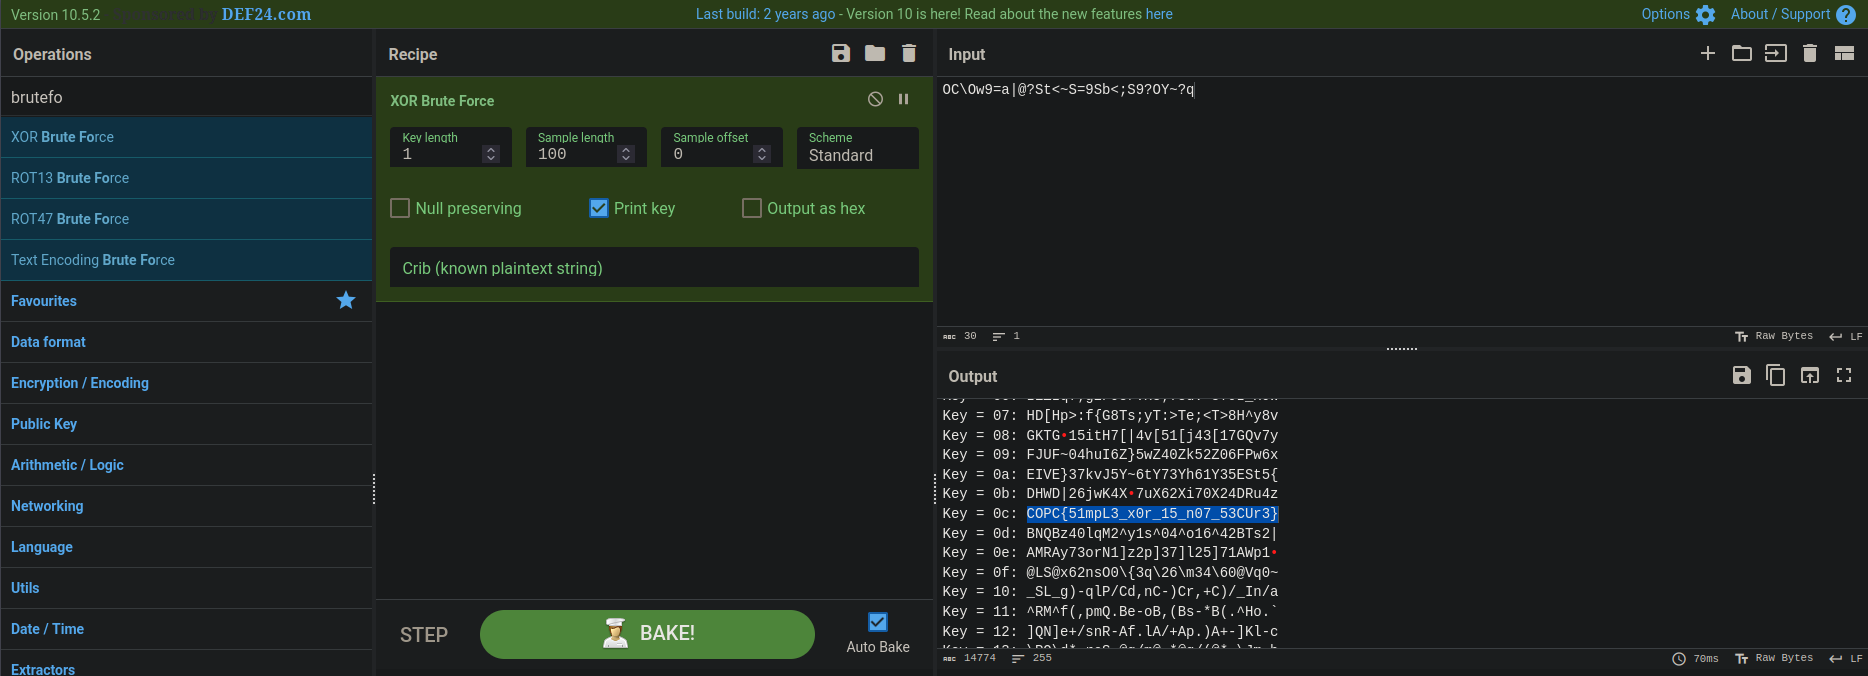 Version 10.5.2
Sponsored by DEF24.com
Last build: 2 years ago - Version 10 is here! Read about the new features here
Options
About / Support
Operations
brutefo
XOR Brute Force
ROT13 Brute Force
ROT47 Brute Force
Text Encoding Brute Force
Favourites
Data format
Encryption / Encoding
Public Key
Arithmetic / Logic
Networking
Language
Utils
Date / Time
Extractors
Recipe
XOR Brute Force
Key length
1
Sample length
100
Sample offset
0
Scheme
Standard
Null preserving
Print key
Output as hex
Crib (known plaintext string)
STEP
BAKE!
Auto Bake
Input
OC\Ow9=a|@?St<~S=9Sb<;S9?OY~?q
ABC 30
1
Raw Bytes
LF
Output
Key = 07: HD[Hp>:f{G8Ts;yT:>Te;<T>8H^y8v
Key = 08: GKTG•15itH7[|4v[51[j43[17GQv7y
Key = 09: FJUF~04huI6Z}5wZ40Zk52Z06FPw6x
Key = 0a: EIVE}37kvJ5Y~6tY73Yh61Y35ESt5{
Key = 0b: DHWD|26jwK4X•7uX62Xi70X24DRu4z
Key = 0c: COPC{51mpL3_x0r_15_n07_53CUr3}
Key = 0d: BNQBz40lqM2^y1s^04^o16^42BTs2|
Key = 0e: AMRAy73orN1]z2p]37]l25]71AWp1•
Key = 0f: @LS@x62nsO0\{3q\26\m34\60@Vq0~
Key = 10: _SL_g)-qlP/Cd,nC-)Cr,+C)/_In/a
Key = 11: ^RM^f(,pmQ.Be-oB,(Bs-*B(.^Ho.`
Key = 12: ]QN]e+/snR-Af.lA/+Ap.)A+-]Kl-c
ABC 14774
255
70ms
Raw Bytes
LF